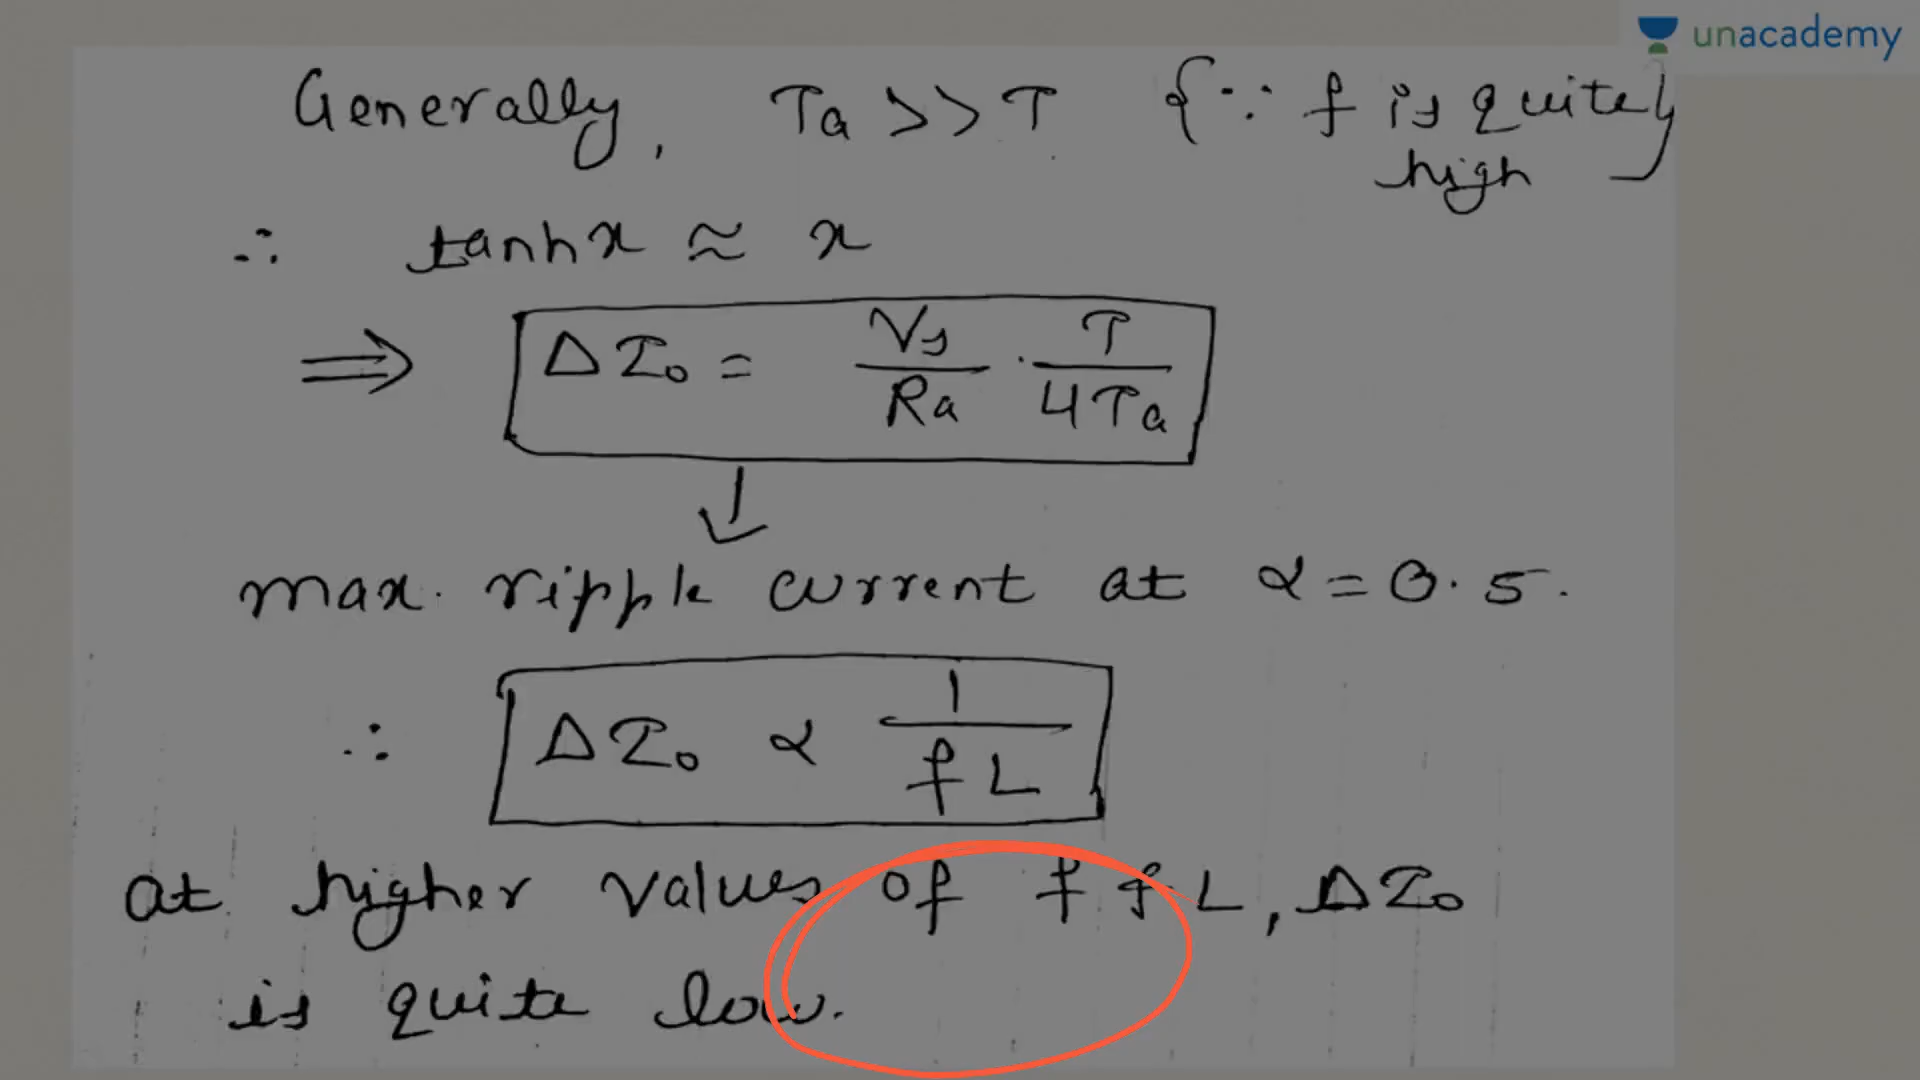 unacademy
Generally, Ta >> T {∵ f is quite
high}
∴ tanhx ≈ x
⇒ ΔI₀ = Vs/Ra · T/4Ta
↓
max. ripple current at α = 0.5.
∴ ΔI₀ α 1/fL
at higher values of f & L, ΔI₀
is quite low.